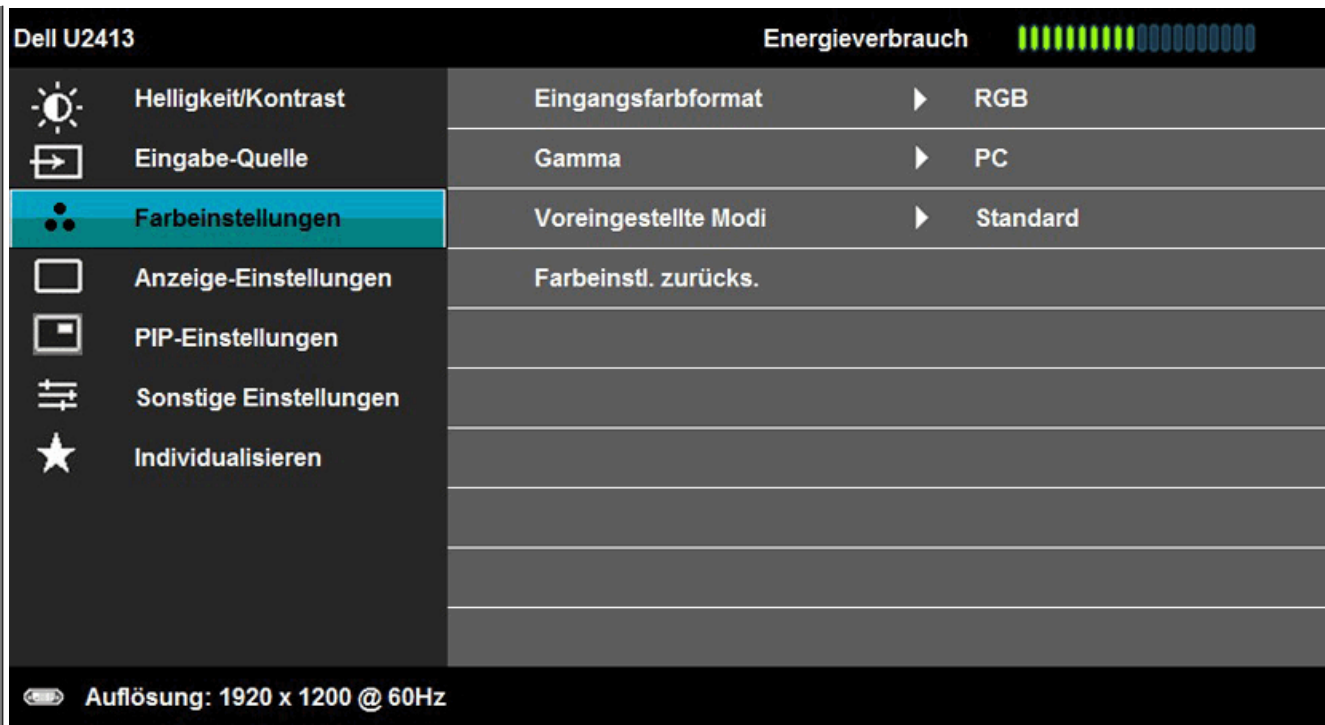 Dell U2413 Energieverbrauch
Helligkeit/Kontrast Eingangsfarbformat RGB
Eingabe-Quelle Gamma PC
Farbeinstellungen Voreingestellte Modi Standard
Anzeige-Einstellungen Farbeinstl. zurücks.
PIP-Einstellungen
Sonstige Einstellungen
Individualisieren
Auflösung: 1920 x 1200 @ 60Hz